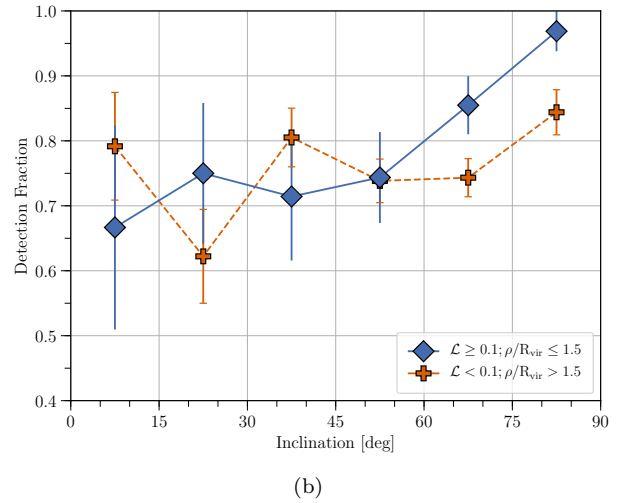 1.0
0.9
0.8
0.7
0.6
0.5
0.4
Detection Fraction
ℒ ≥ 0.1; ρ/R_vir ≤ 1.5
ℒ < 0.1; ρ/R_vir > 1.5
0 15 30 45 60 75 90
Inclination [deg]
(b)